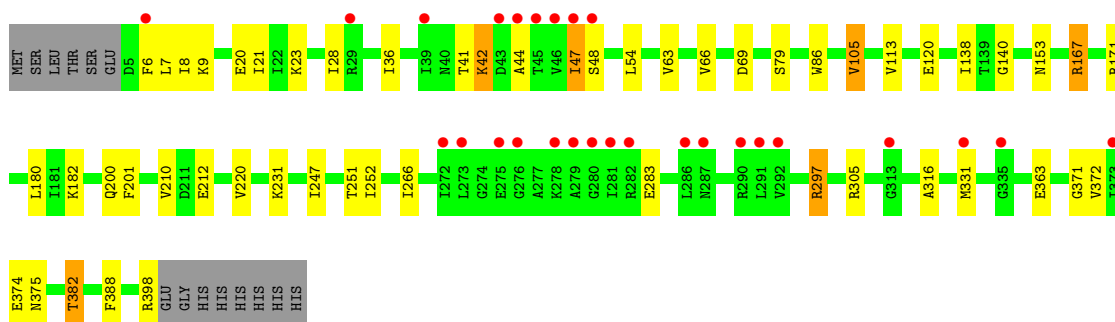 MET SER LEU THR SER GLU D5 F6 L7 I8 K9 E20 I21 I22 K23 I28 R29 I36 I39 N40 T41 K42 D43 A44 T45 V46 I47 S48 L54 V63 V66 D69 S79 W86 V105 V113 E120 I138 T139 G140 N153 R167
L180 I181 K182 Q200 F201 V210 D211 E212 V220 K231 I247 T251 I252 I266 I272 L273 G274 E275 G276 A277 K278 A279 G280 I281 R282 E283 L286 N287 R290 L291 V292 R297 R305 G313 A316 M331 G335 E363 G371 V372
E374 N375 T382 F388 R398 GLU GLY HIS HIS HIS HIS HIS HIS